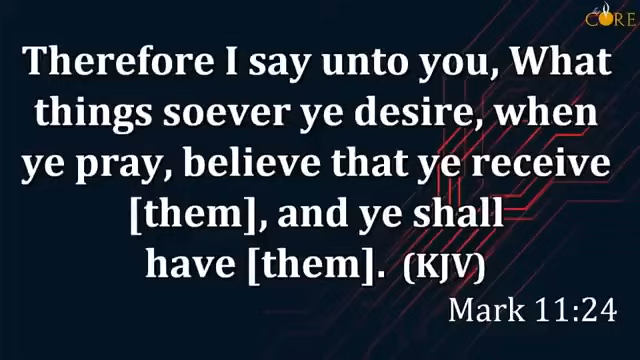 the CORE
Therefore I say unto you, What
things soever ye desire, when
ye pray, believe that ye receive
[them], and ye shall
have [them]. (KJV)
Mark 11:24